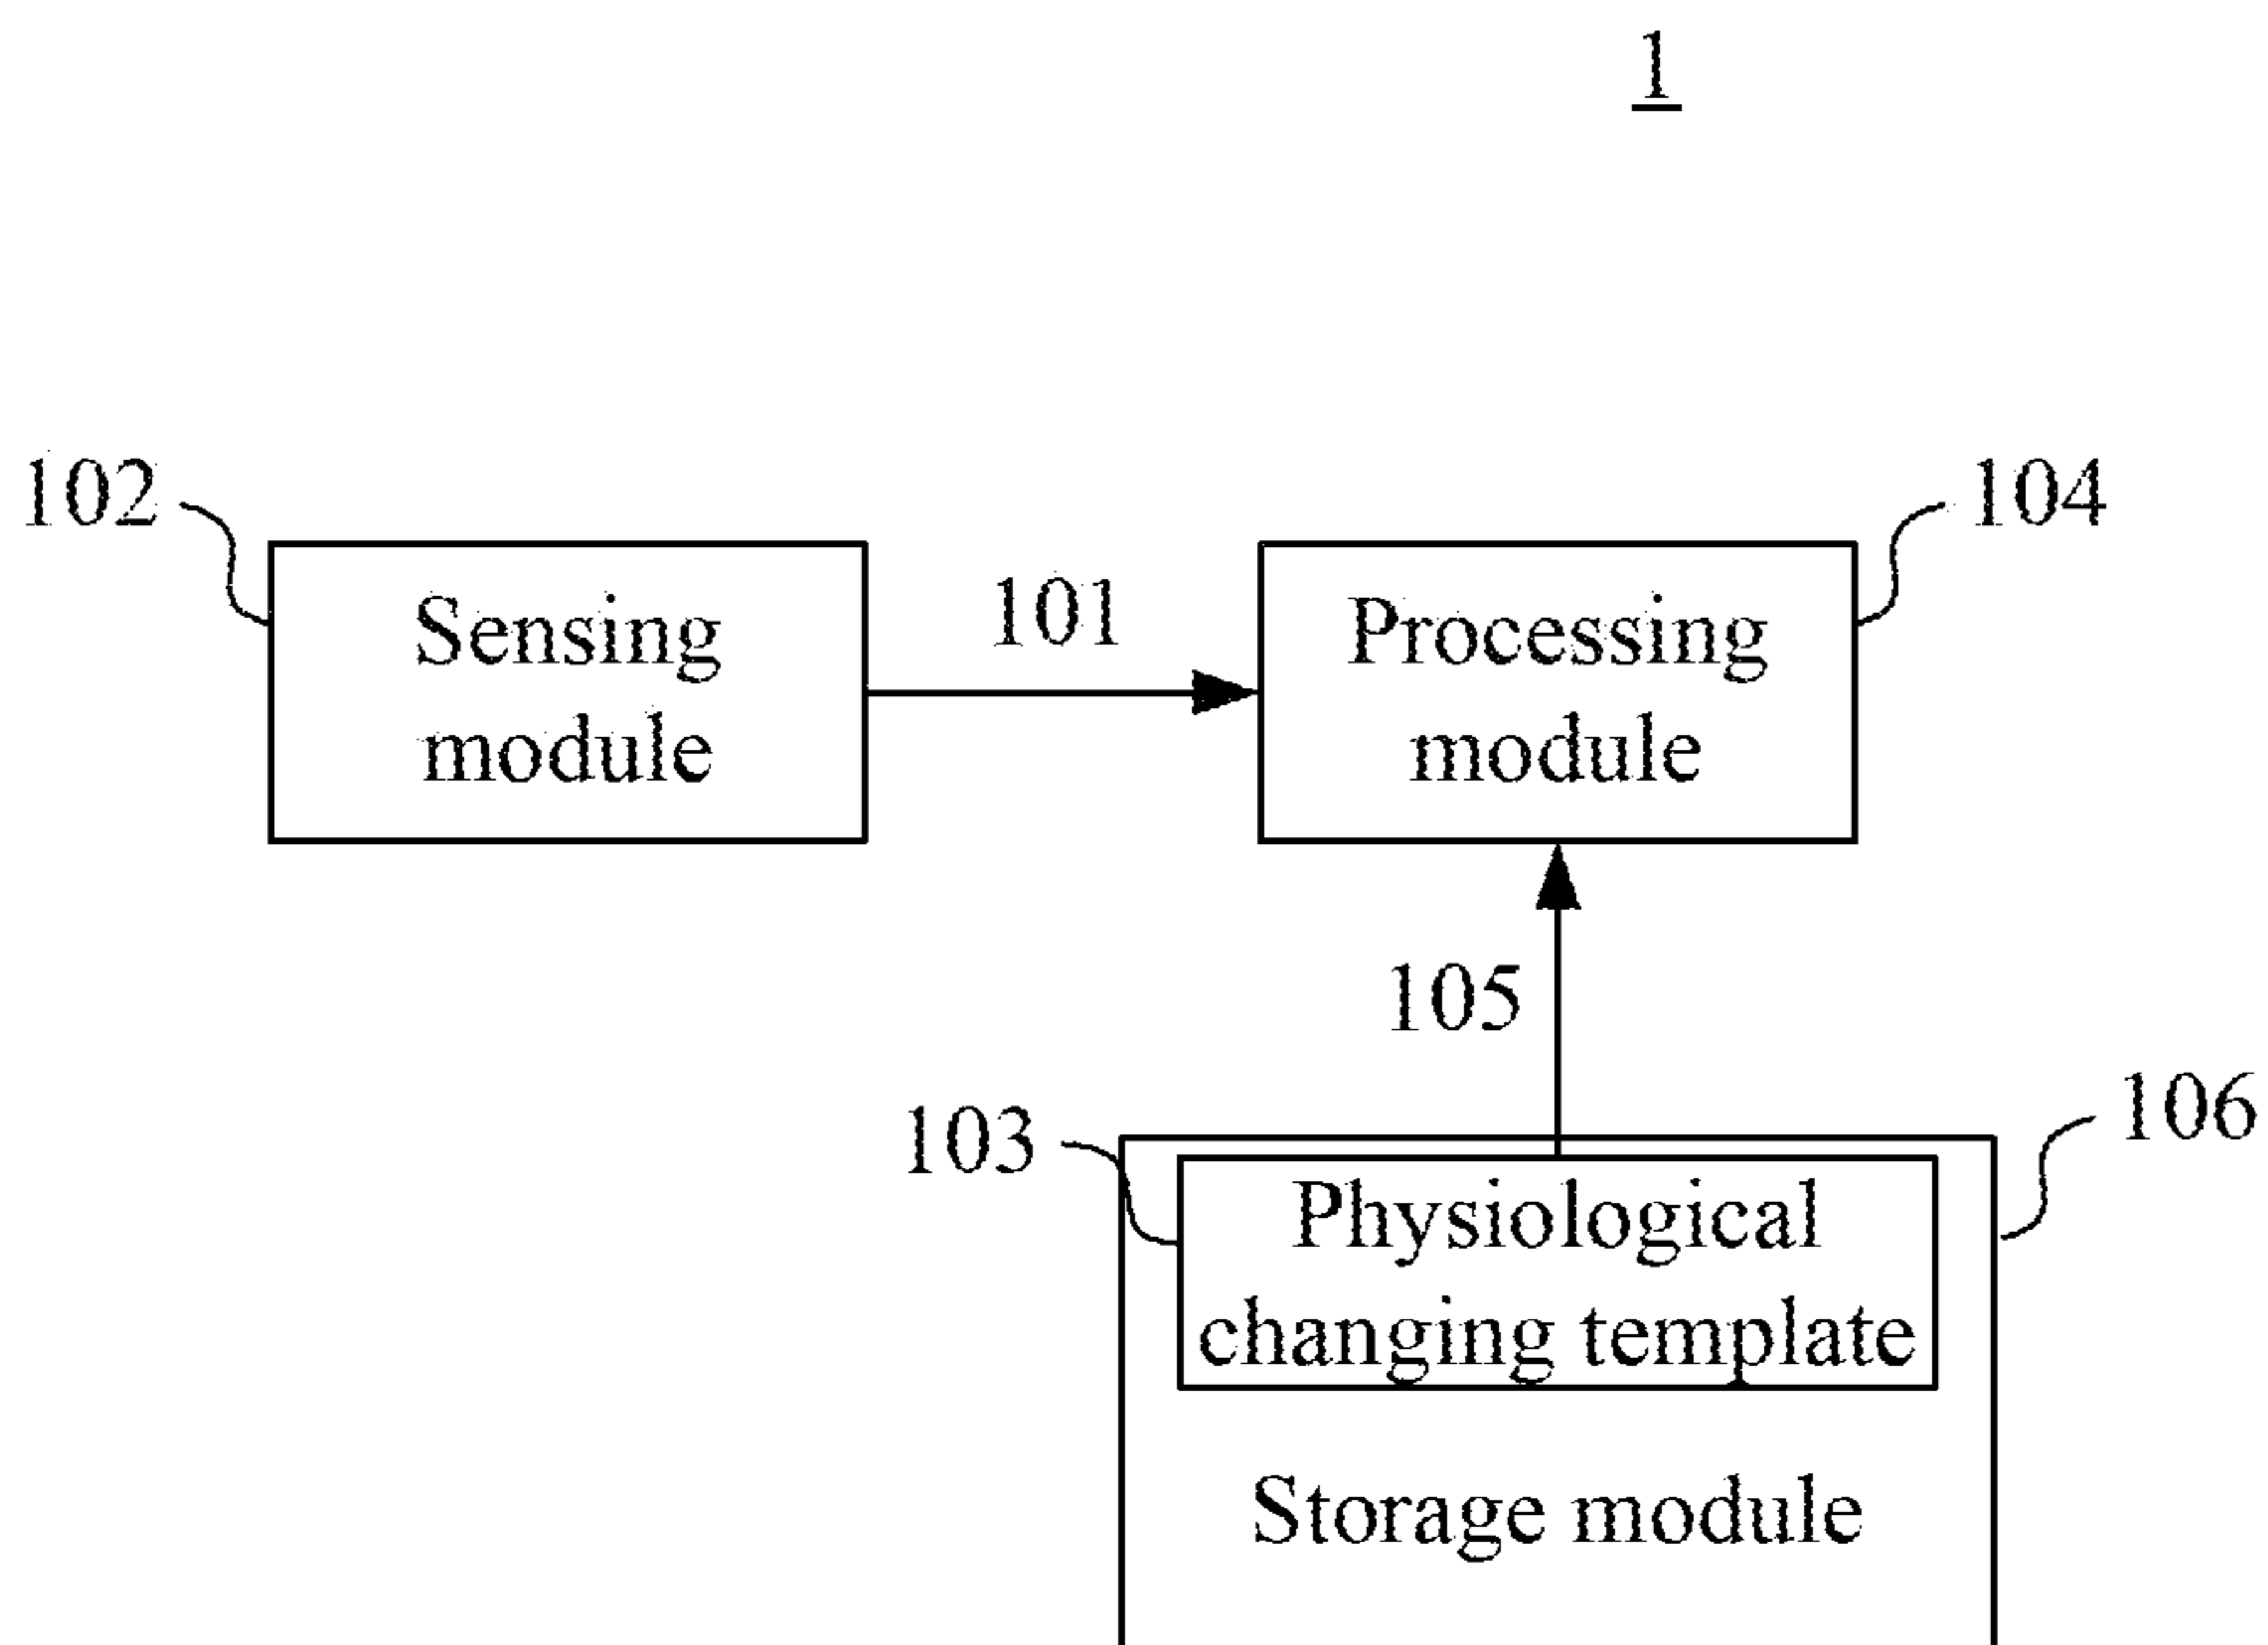 1
102
104
Sensing
module
101
Processing
module
105
103
106
Physiological
changing template
Storage module